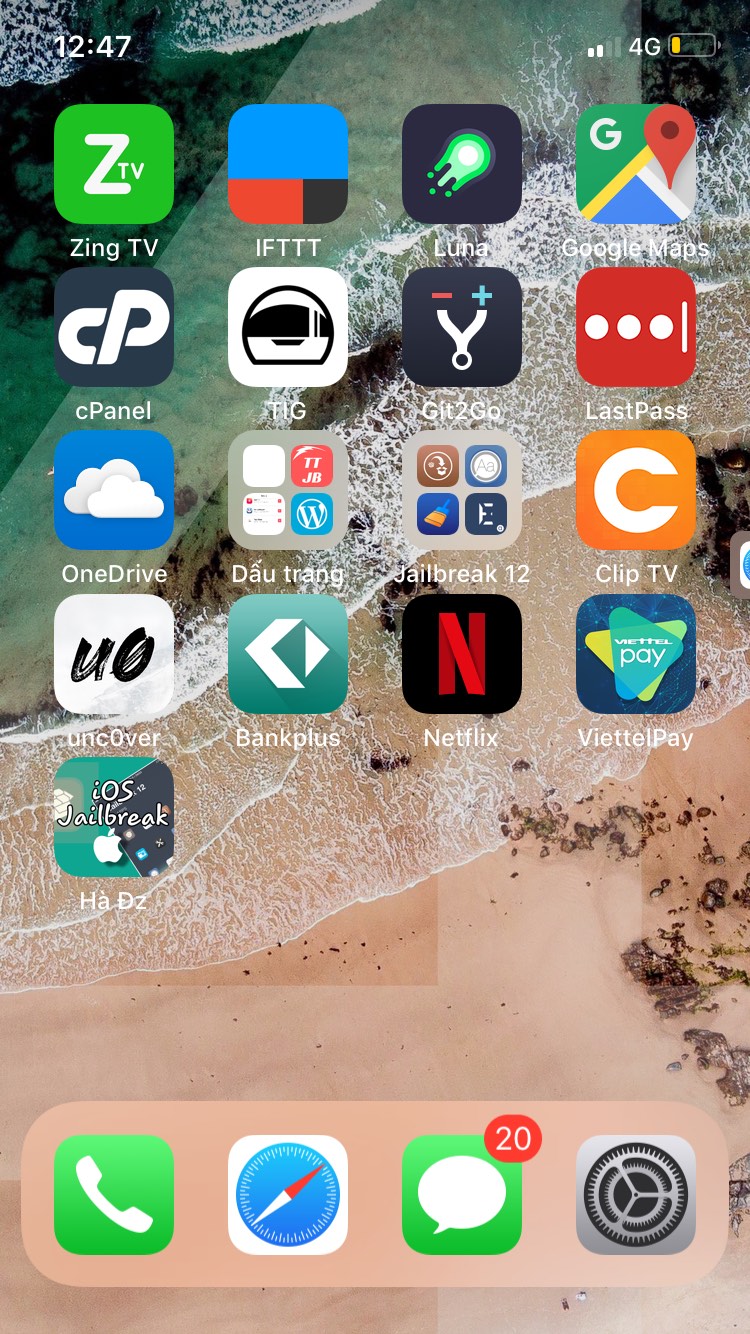 12:47 4G
Z TV
G
Zing TV IFTTT Luna Google Maps
cP
cPanel TIG Git2Go LastPass
TT
JB
Aa
W
E
C
OneDrive Dấu trang Jailbreak 12 Clip TV
u0
N
VIETTEL
pay
unc0ver Bankplus Netflix ViettelPay
iOS
Jailbreak
Hà Đz
20